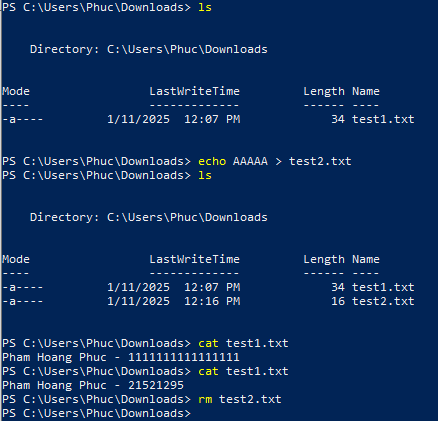 PS C:\Users\Phuc\Downloads> ls
Directory: C:\Users\Phuc\Downloads
Mode LastWriteTime Length Name
---- ------------- ------ ----
-a---- 1/11/2025 12:07 PM 34 test1.txt
PS C:\Users\Phuc\Downloads> echo AAAAA > test2.txt
PS C:\Users\Phuc\Downloads> ls
Directory: C:\Users\Phuc\Downloads
Mode LastWriteTime Length Name
---- ------------- ------ ----
-a---- 1/11/2025 12:07 PM 34 test1.txt
-a---- 1/11/2025 12:16 PM 16 test2.txt
PS C:\Users\Phuc\Downloads> cat test1.txt
Pham Hoang Phuc - 1111111111111111
PS C:\Users\Phuc\Downloads> cat test1.txt
Pham Hoang Phuc - 21521295
PS C:\Users\Phuc\Downloads> rm test2.txt
PS C:\Users\Phuc\Downloads>